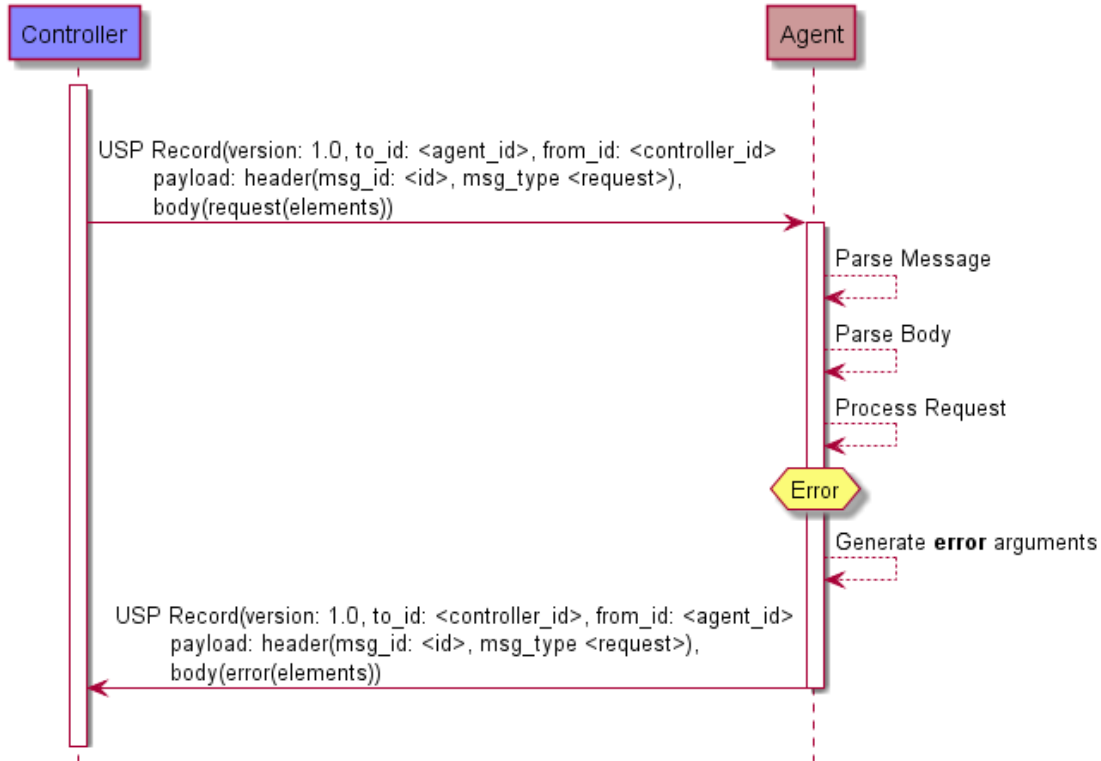 Controller
Agent
USP Record(version: 1.0, to_id: <agent_id>, from_id: <controller_id>
payload: header(msg_id: <id>, msg_type <request>),
body(request(elements))
Parse Message
Parse Body
Process Request
Error
Generate error arguments
USP Record(version: 1.0, to_id: <controller_id>, from_id: <agent_id>
payload: header(msg_id: <id>, msg_type <request>),
body(error(elements))